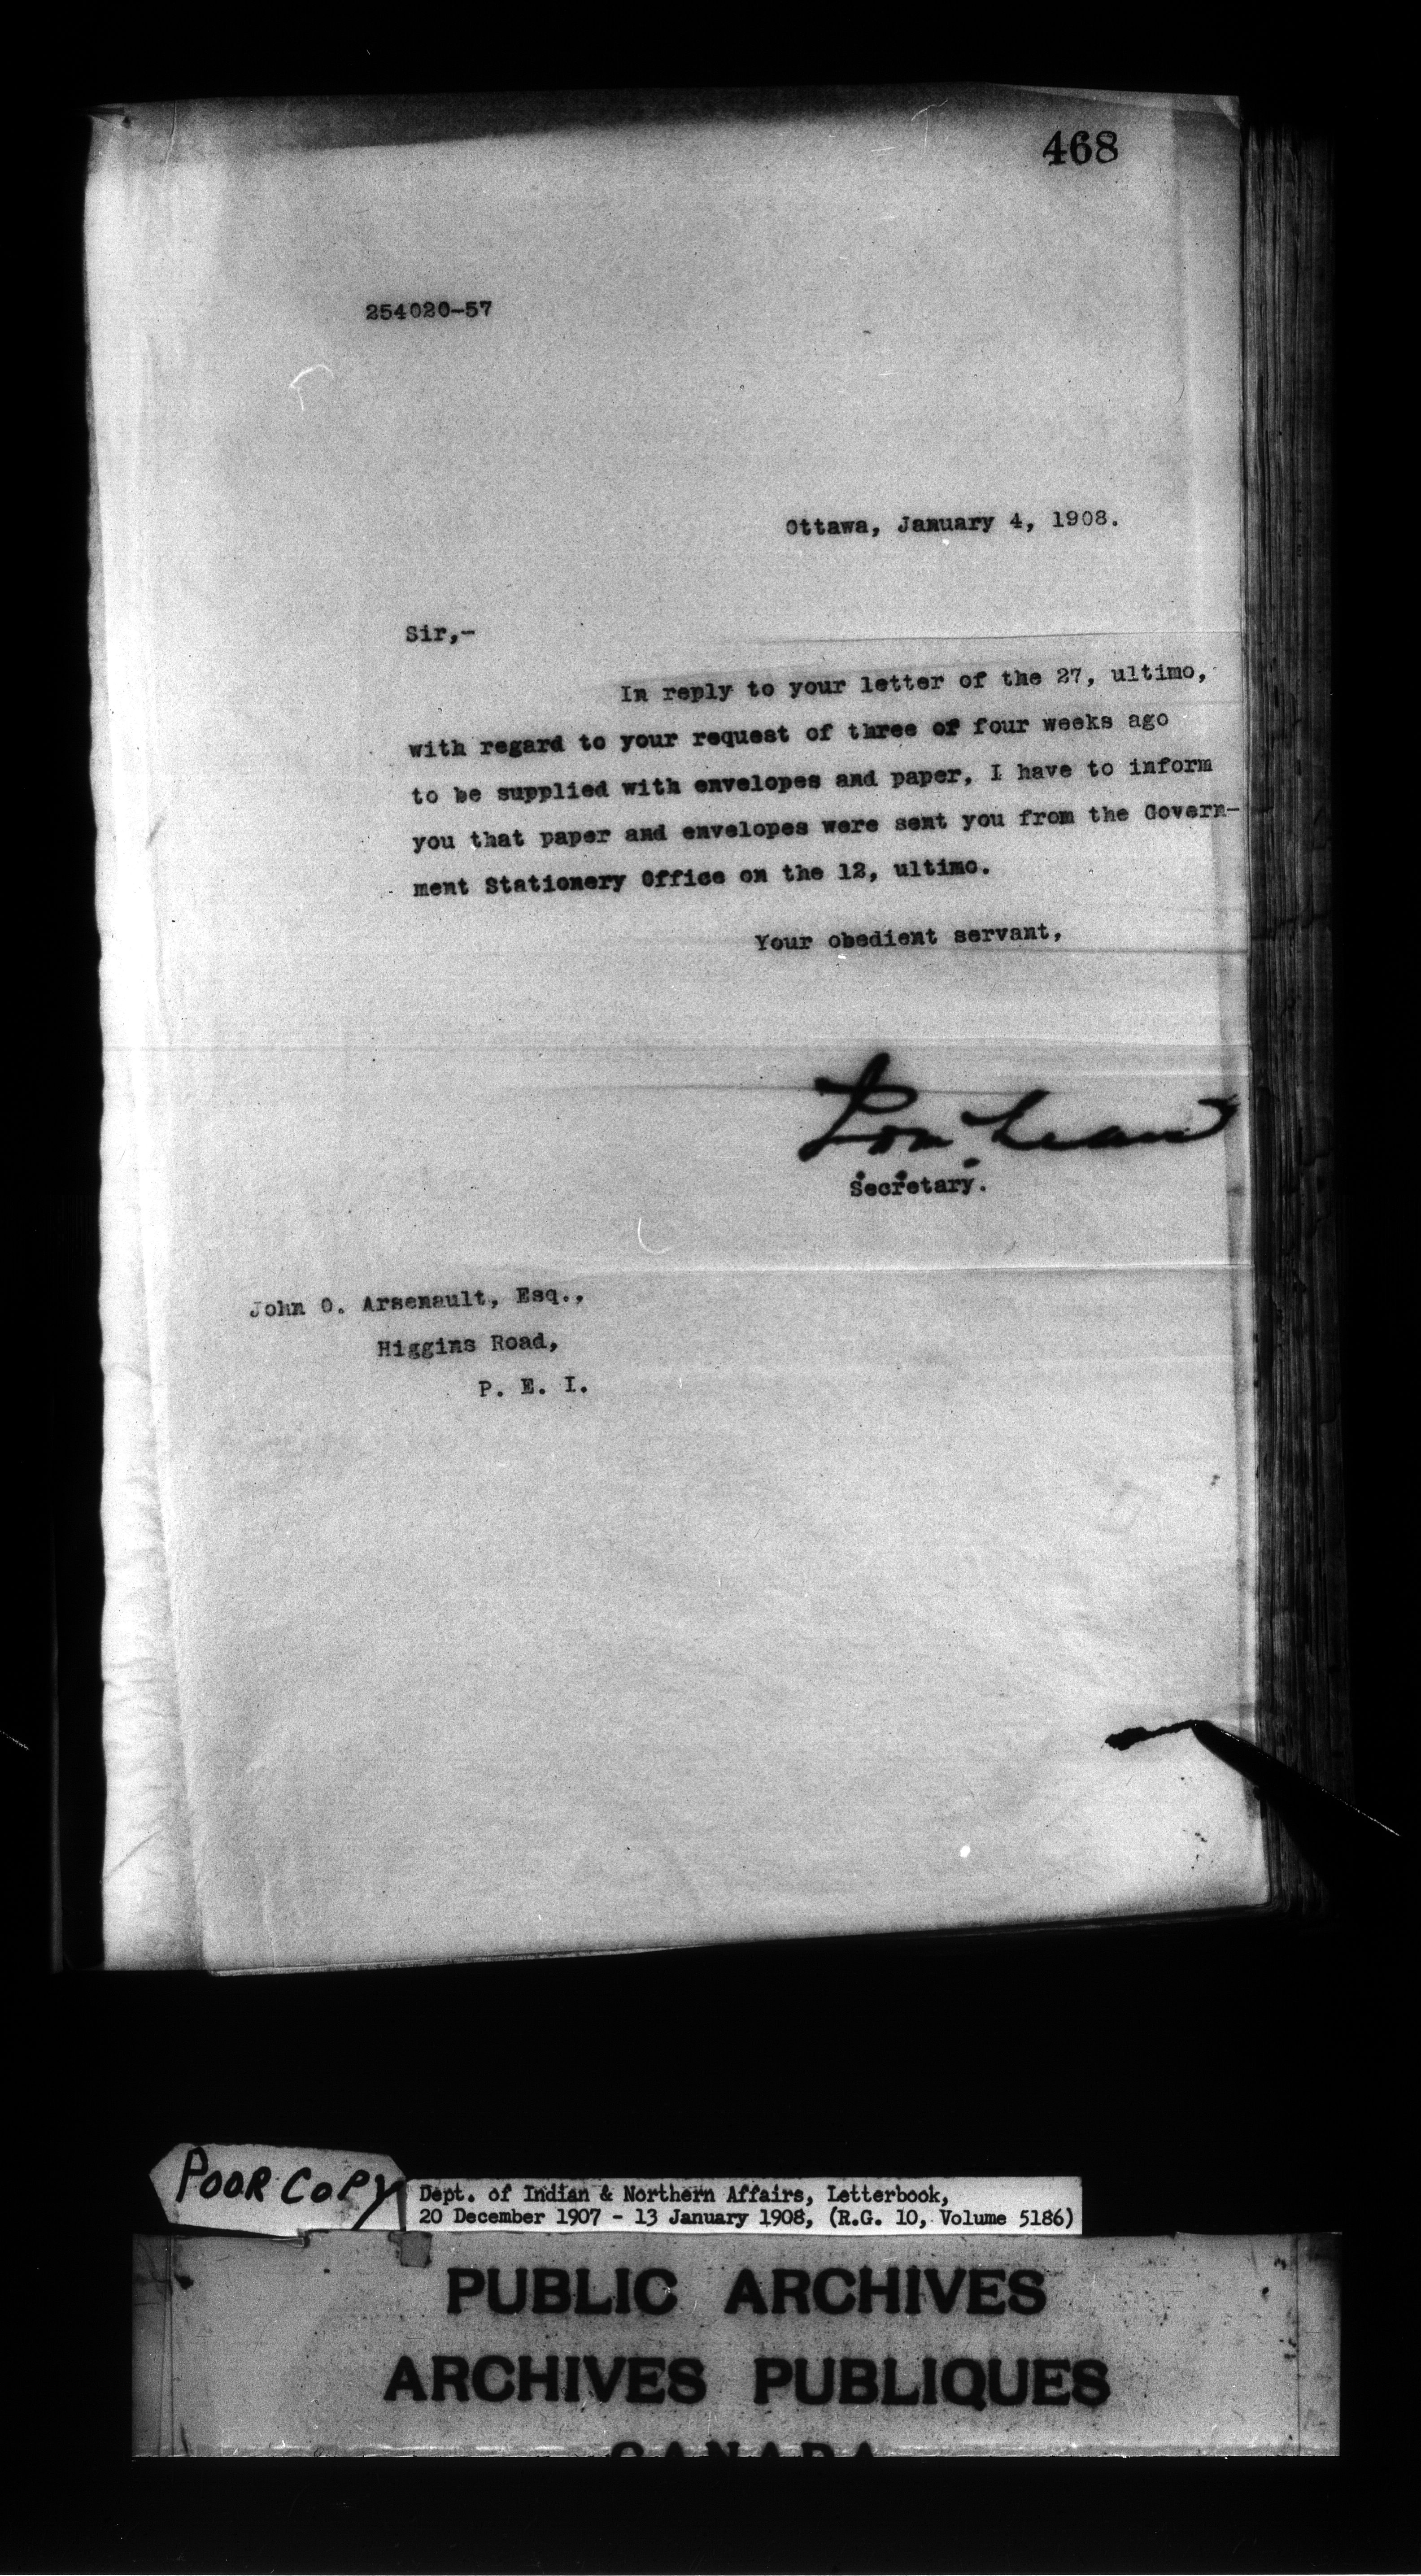 468
254020-57
Ottawa, January 4, 1908.
Sir,-
In reply to your letter of the 27, ultimo,
with regard to your request of three or four weeks ago
to be supplied with envelopes and paper, I have to inform
you that paper and envelopes were sent you from the Govern-
ment Stationery Office on the 12, ultimo.
Your obedient servant,
Secretary.
John O. Arsenault, Esq.,
Higgins Road,
P. E. I.
POOR COPY
Dept. of Indian & Northern Affairs, Letterbook,
20 December 1907 - 13 January 1908, (R.G. 10, Volume 5186)
PUBLIC ARCHIVES
ARCHIVES PUBLIQUES
CANADA